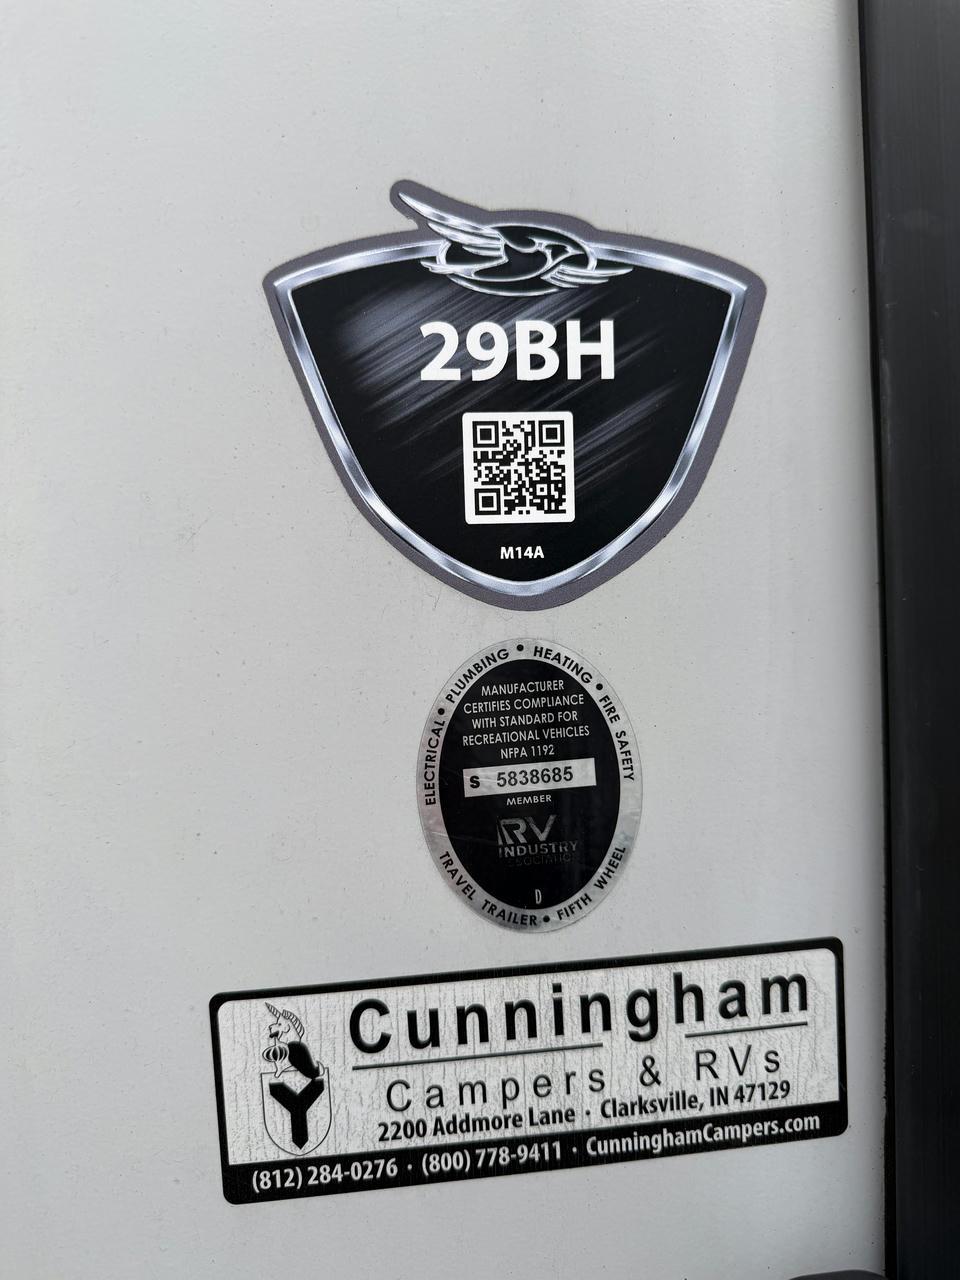 29BH
M14A
ELECTRICAL • PLUMBING • HEATING • FIRE SAFETY
MANUFACTURER
CERTIFIES COMPLIANCE
WITH STANDARD FOR
RECREATIONAL VEHICLES
NFPA 1192
S 5838685
MEMBER
RV
INDUSTRY
ASSOCIATION
D
TRAVEL TRAILER • FIFTH WHEEL
Cunningham
Campers & RVs
2200 Addmore Lane · Clarksville, IN 47129
(812) 284-0276 · (800) 778-9411 · CunninghamCampers.com